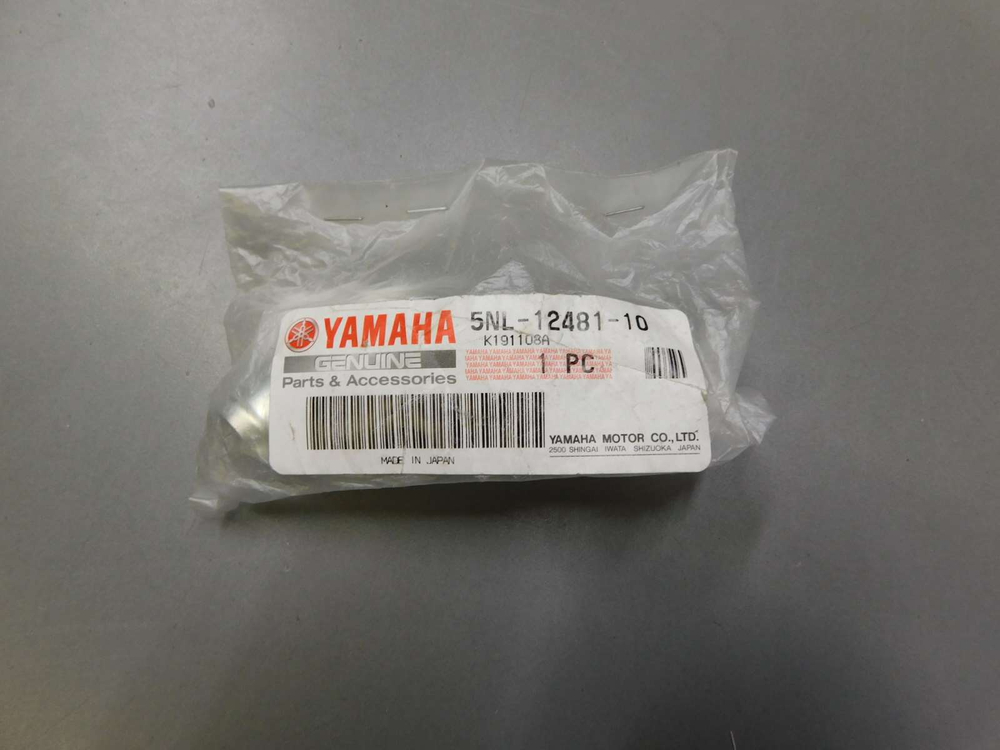 YAMAHA 5NL-12481-10
K191108A
GENUINE 1 PC
Parts & Accessories
YAMAHA MOTOR CO., LTD.
2500 SHINGAI IWATA SHIZUOKA JAPAN
MADE IN JAPAN